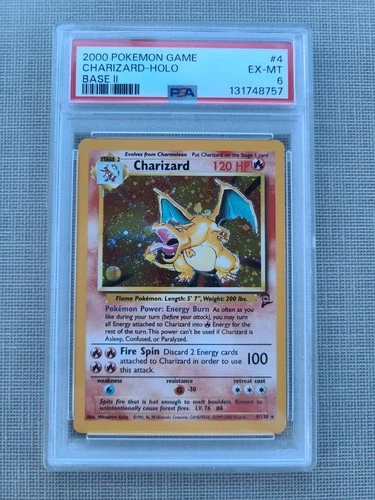 2000 POKEMON GAME #4
CHARIZARD-HOLO EX-MT
BASE II 6
PSA 131748757
Evolves from Charmeleon Put Charizard on the Stage 1 card
STAGE 2
Charizard 120 HP
Flame Pokémon. Length: 5' 7", Weight: 200 lbs.
Pokémon Power: Energy Burn As often as you
like during your turn (before your attack), you may turn
all Energy attached to Charizard into Energy for the
rest of the turn. This power can't be used if Charizard is
Asleep, Confused, or Paralyzed.
Fire Spin Discard 2 Energy cards
attached to Charizard in order to use 100
this attack.
weakness resistance retreat cost
-30
Spits fire that is hot enough to melt boulders. Known to
unintentionally cause forest fires. LV. 76 #6
Illus. Mitsuhiro Arita 4/130